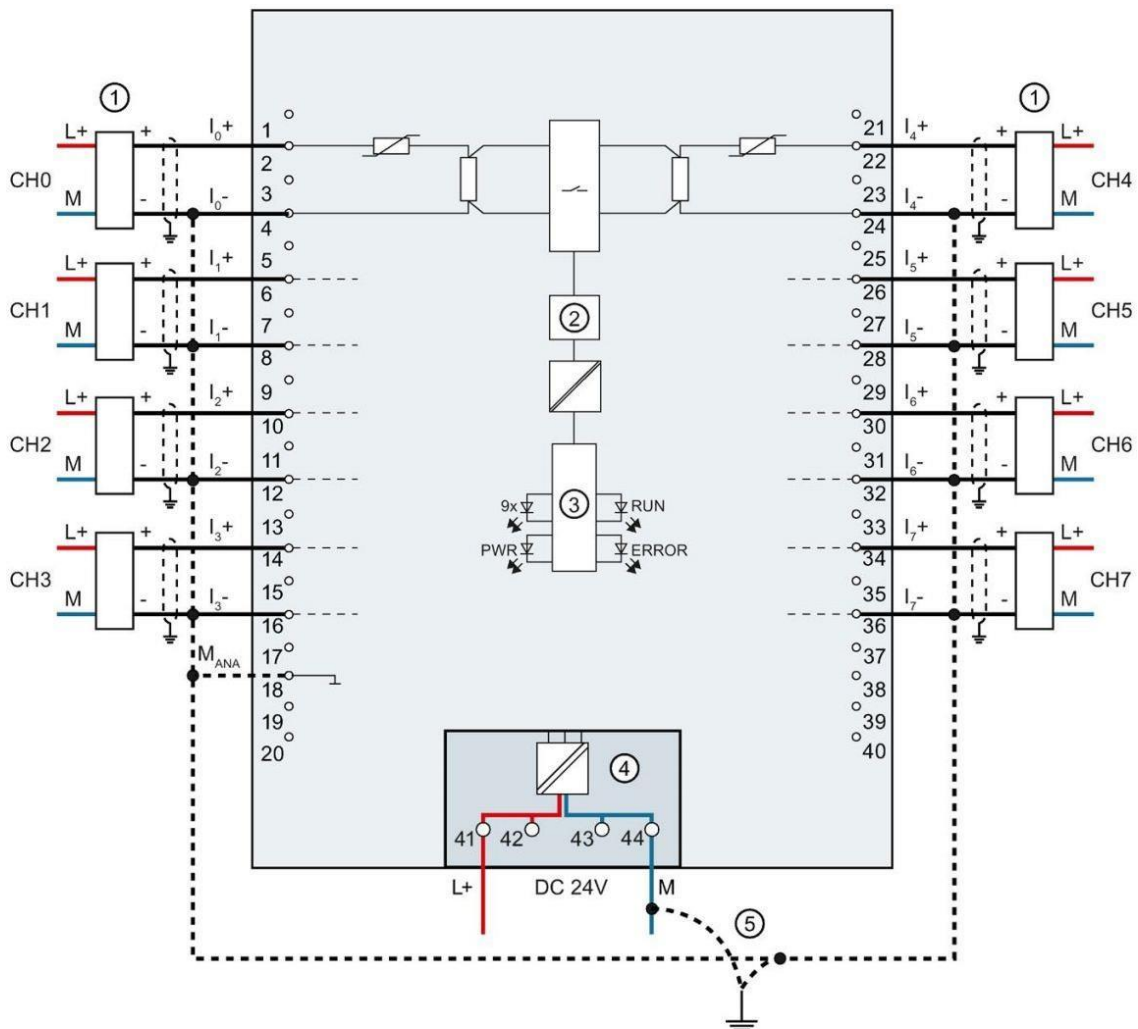 ① ①
L+ + I0+ 1 21 I4+ + L+
2 22
CH0 3 23 CH4
M - I0- 4 24 I4- - M
5 25
L+ + I1+ 6 26 I5+ + L+
CH1 7 27 CH5
M - I1- 8 28 I5- - M
②
9 29
L+ + I2+ 10 30 I6+ + L+
CH2 11 31 CH6
M - I2- 12 32 I6- - M
9x ③ RUN
13 33
L+ + I3+ 14 34 I7+ + L+
PWR ERROR
CH3 15 35 CH7
M - I3- 16 36 I7- - M
17 37
MANA 18 38
19 39
20 40
④
41 42 43 44
L+ DC 24V M
⑤